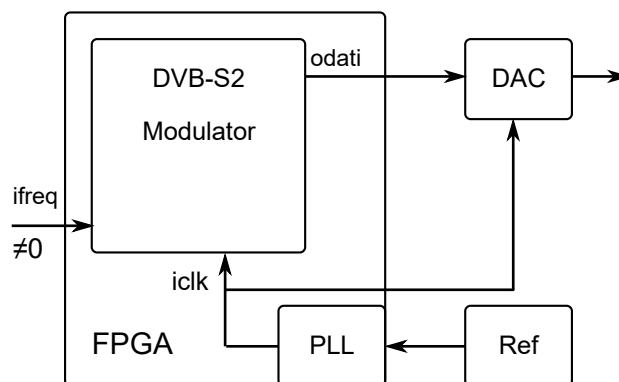 odati
DVB-S2
Modulator
DAC
ifreq
≠0
iclk
FPGA
PLL
Ref